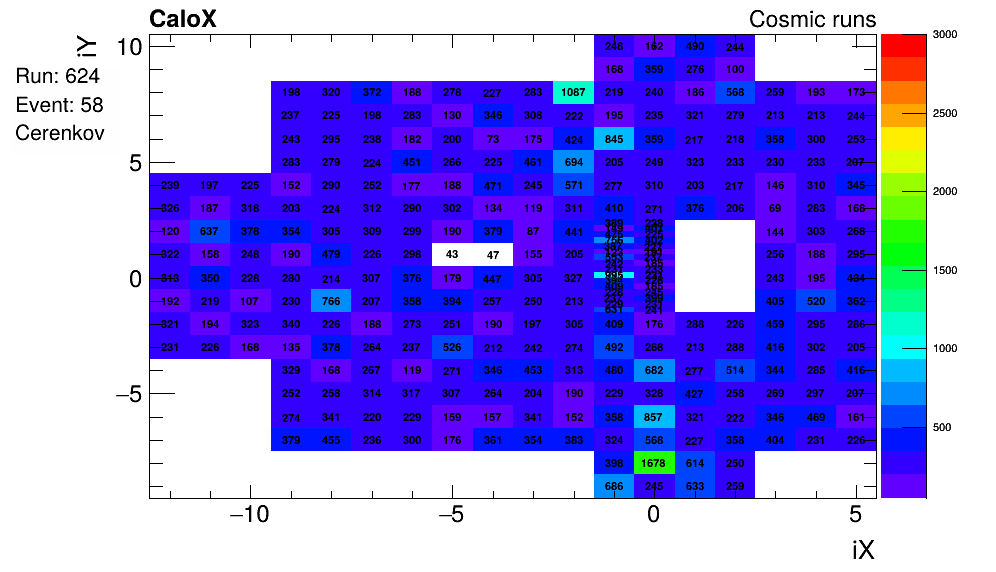 CaloX Cosmic runs
iY
Run: 624
Event: 58
Cerenkov
10 5 0 −5
246 162 490 244
168 359 276 100
198 320 372 188 278 227 283 1087 219 240 186 568 259 193 173
237 225 198 283 130 346 308 222 195 235 321 279 213 213 244
243 295 238 182 200 73 175 424 845 359 217 218 358 300 253
283 279 224 451 266 225 461 694 205 249 323 233 230 233 207
239 197 225 152 290 252 177 188 471 245 571 277 310 203 217 146 310 345
326 187 316 203 224 312 290 302 134 119 311 410 271 376 206 69 283 168
120 637 378 354 305 309 299 190 379 87 441 144 303 268
322 158 248 190 479 226 298 43 47 155 205 256 188 295
350 228 280 214 307 376 179 447 305 231 243 195 434
192 219 107 230 766 207 358 394 257 250 213 405 520 362
631 241
321 194 323 340 226 188 273 251 190 197 305 409 176 288 226 459 295 286
231 226 168 135 378 264 237 526 212 242 274 492 268 213 288 416 302 205
329 168 267 119 271 346 453 313 480 682 277 514 344 285 416
252 258 314 317 307 264 204 190 229 328 427 258 269 297 207
274 341 220 229 159 157 341 152 358 857 321 222 346 469 161
379 455 236 300 176 361 354 383 324 568 227 358 404 231 226
398 1678 614 250
686 245 633 259
−10 −5 0 5
iX
3000
2500
2000
1500
1000
500